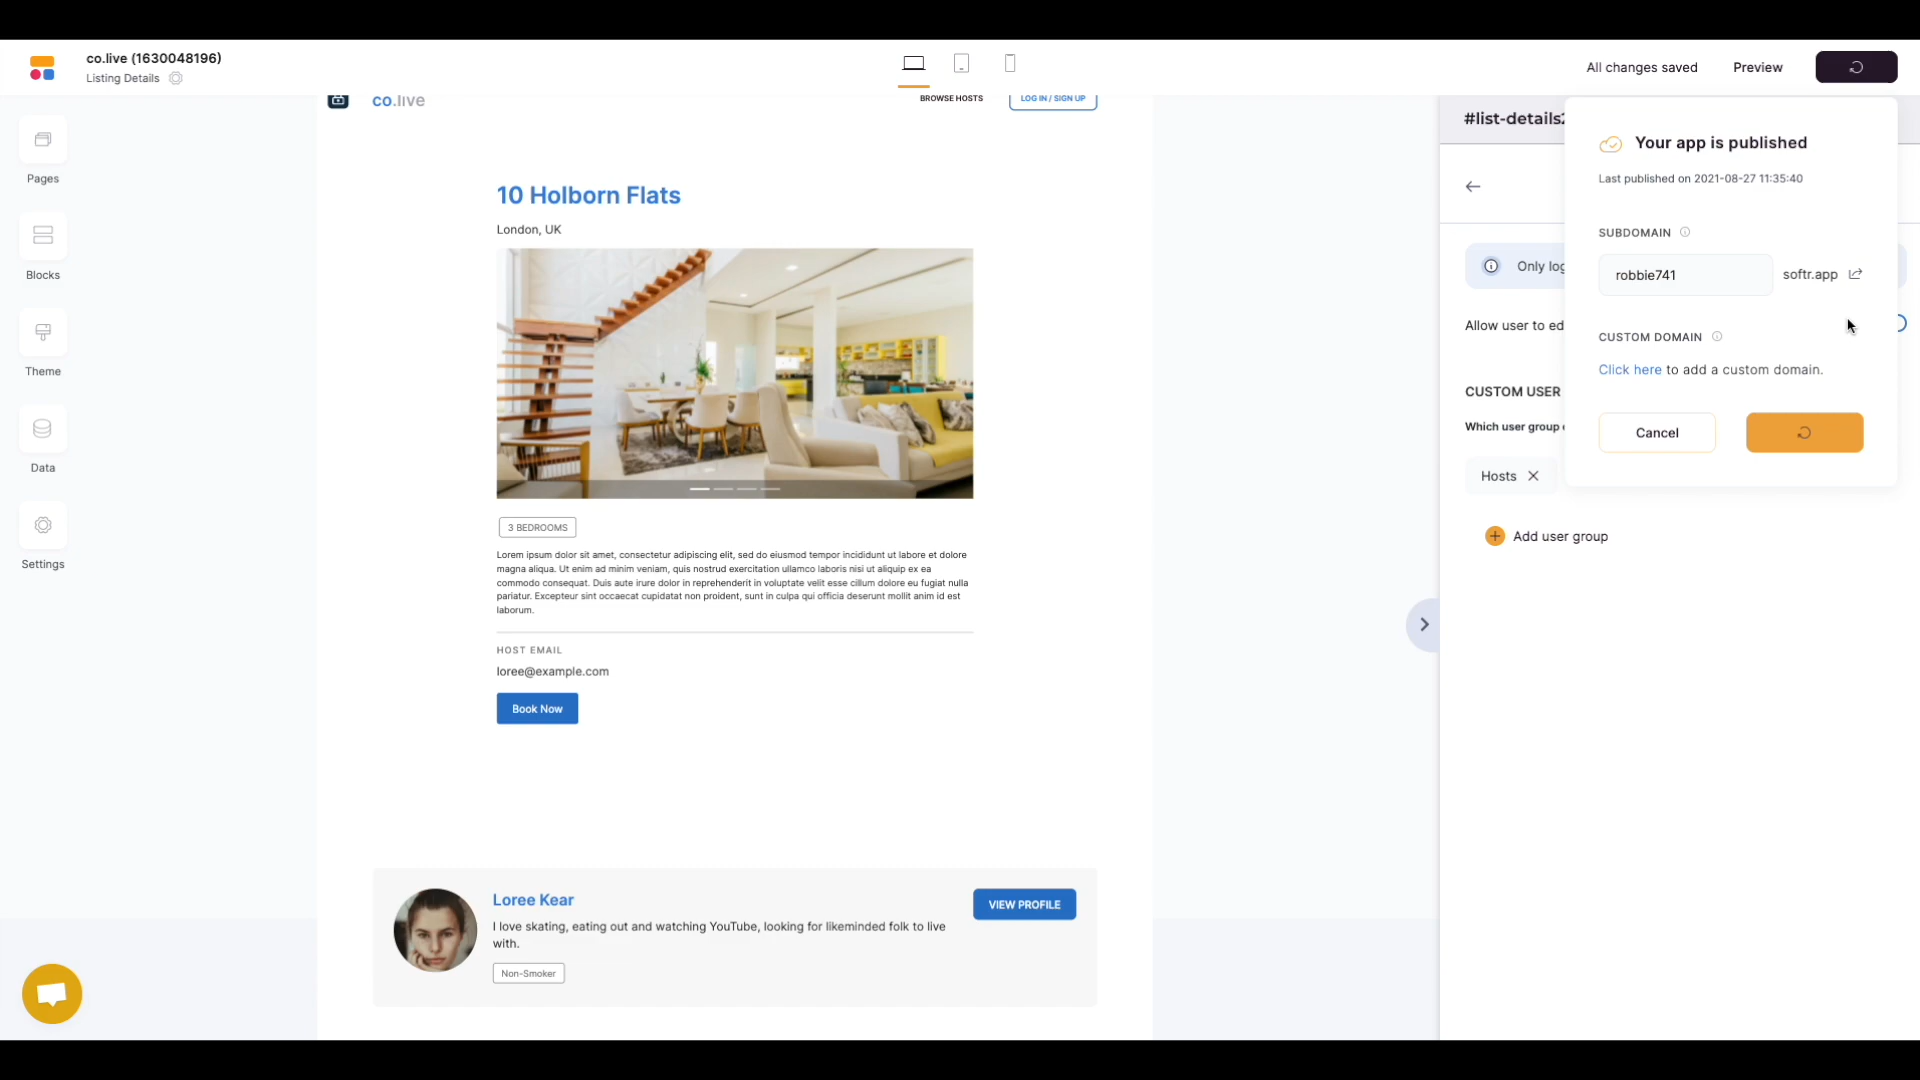 co.live (1630048196)
Listing Details
All changes saved
Preview
Pages
Blocks
Theme
Data
Settings
co.live
BROWSE HOSTS
LOG IN / SIGN UP
10 Holborn Flats
London, UK
3 BEDROOMS
Lorem ipsum dolor sit amet, consectetur adipiscing elit, sed do eiusmod tempor incididunt ut labore et dolore
magna aliqua. Ut enim ad minim veniam, quis nostrud exercitation ullamco laboris nisi ut aliquip ex ea
commodo consequat. Duis aute irure dolor in reprehenderit in voluptate velit esse cillum dolore eu fugiat nulla
pariatur. Excepteur sint occaecat cupidatat non proident, sunt in culpa qui officia deserunt mollit anim id est
laborum.
HOST EMAIL
loree@example.com
Book Now
Loree Kear
I love skating, eating out and watching YouTube, looking for likeminded folk to live
with.
Non-Smoker
VIEW PROFILE
#list-details2
Only log
Allow user to ed
CUSTOM USER
Which user group
Hosts
Add user group
Your app is published
Last published on 2021-08-27 11:35:40
SUBDOMAIN
robbie741
softr.app
CUSTOM DOMAIN
Click here to add a custom domain.
Cancel